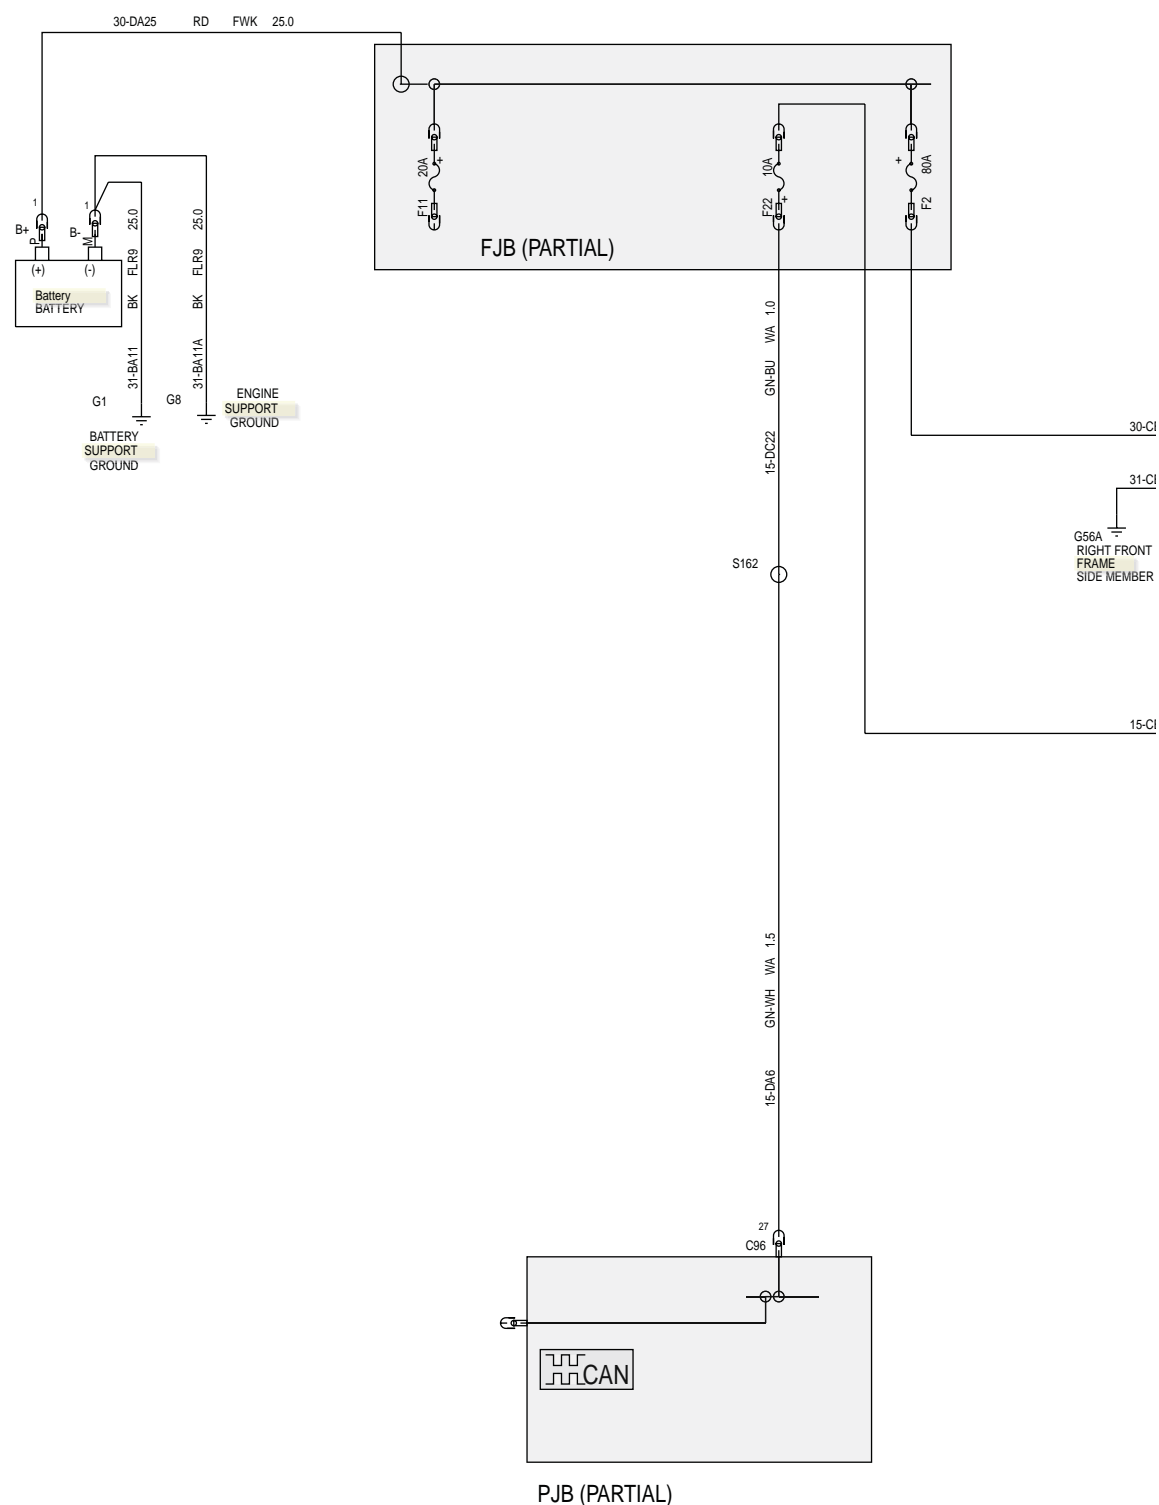 30-DA25 RD FWK 25.0
1
B+
P
(+)
1
B-
M
(-)
Battery
BATTERY
31-BA11 BK FLR9 25.0
31-BA11A BK FLR9 25.0
G1
BATTERY
SUPPORT
GROUND
G8
ENGINE
SUPPORT
GROUND
20A
+
F11
10A
F22
+
+
80A
F2
FJB (PARTIAL)
15-DC22 GN-BU WA 1.0
30-CE
31-CE
G56A
RIGHT FRONT
FRAME
SIDE MEMBER
S162
15-CE
15-DA6 GN-WH WA 1.5
27
C96
CAN
PJB (PARTIAL)